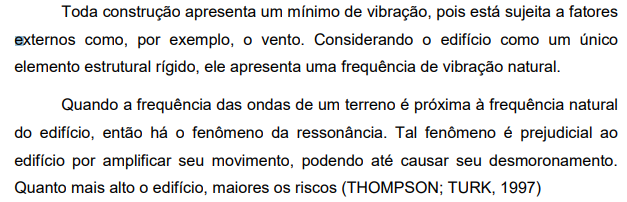 Toda construção apresenta um mínimo de vibração, pois está sujeita a fatores
externos como, por exemplo, o vento. Considerando o edifício como um único
elemento estrutural rígido, ele apresenta uma frequência de vibração natural.
Quando a frequência das ondas de um terreno é próxima à frequência natural
do edifício, então há o fenômeno da ressonância. Tal fenômeno é prejudicial ao
edifício por amplificar seu movimento, podendo até causar seu desmoronamento.
Quanto mais alto o edifício, maiores os riscos (THOMPSON; TURK, 1997)